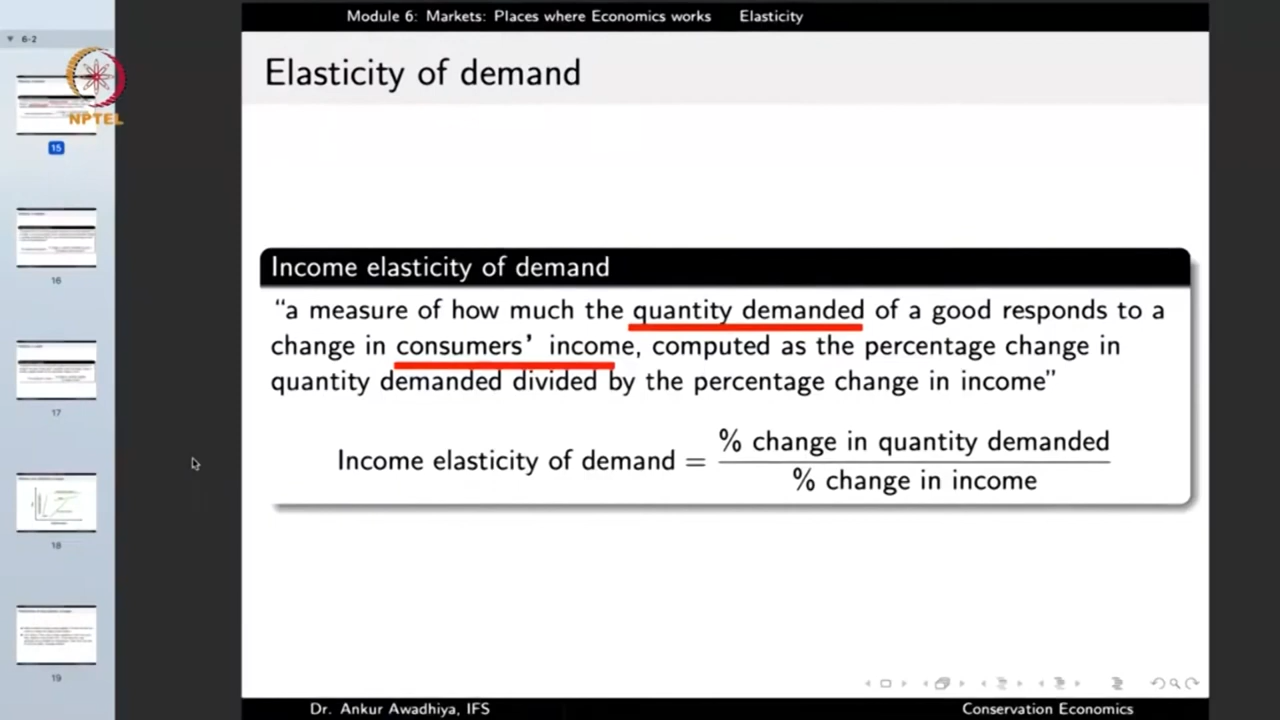 Module 6: Markets: Places where Economics works Elasticity
6-2
NPTEL
15
16
17
18
19
Elasticity of demand
Income elasticity of demand
“a measure of how much the quantity demanded of a good responds to a
change in consumers’ income, computed as the percentage change in
quantity demanded divided by the percentage change in income”
Income elasticity of demand = % change in quantity demanded
% change in income
Dr. Ankur Awadhiya, IFS Conservation Economics